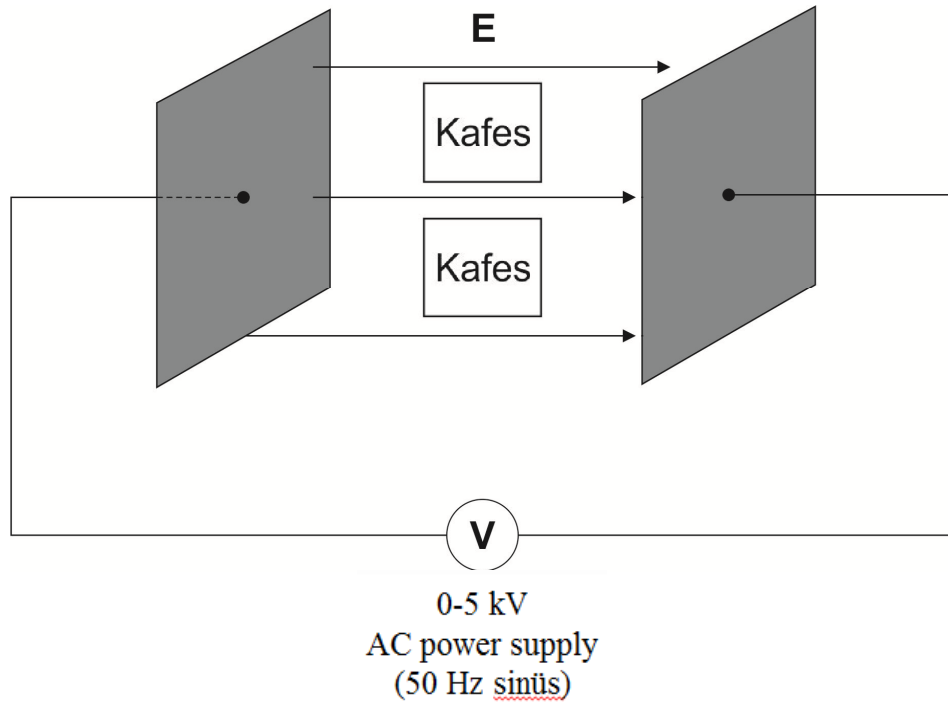 E
Kafes
Kafes
V
0-5 kV
AC power supply
(50 Hz sinüs)